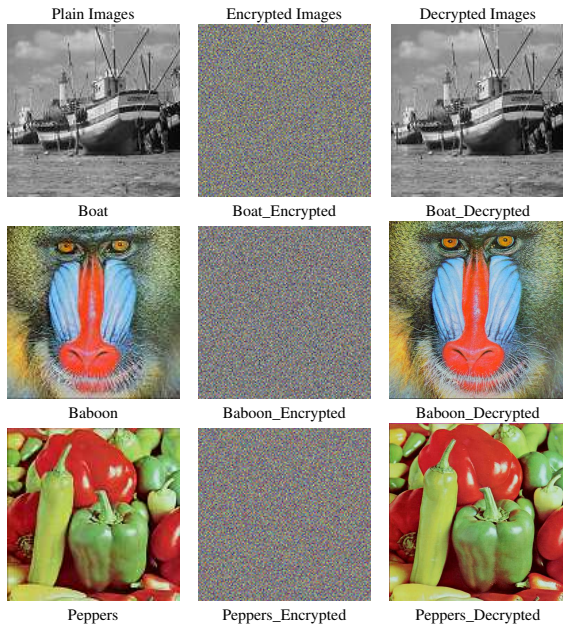 Plain Images Encrypted Images Decrypted Images
Boat Boat_Encrypted Boat_Decrypted
Baboon Baboon_Encrypted Baboon_Decrypted
Peppers Peppers_Encrypted Peppers_Decrypted